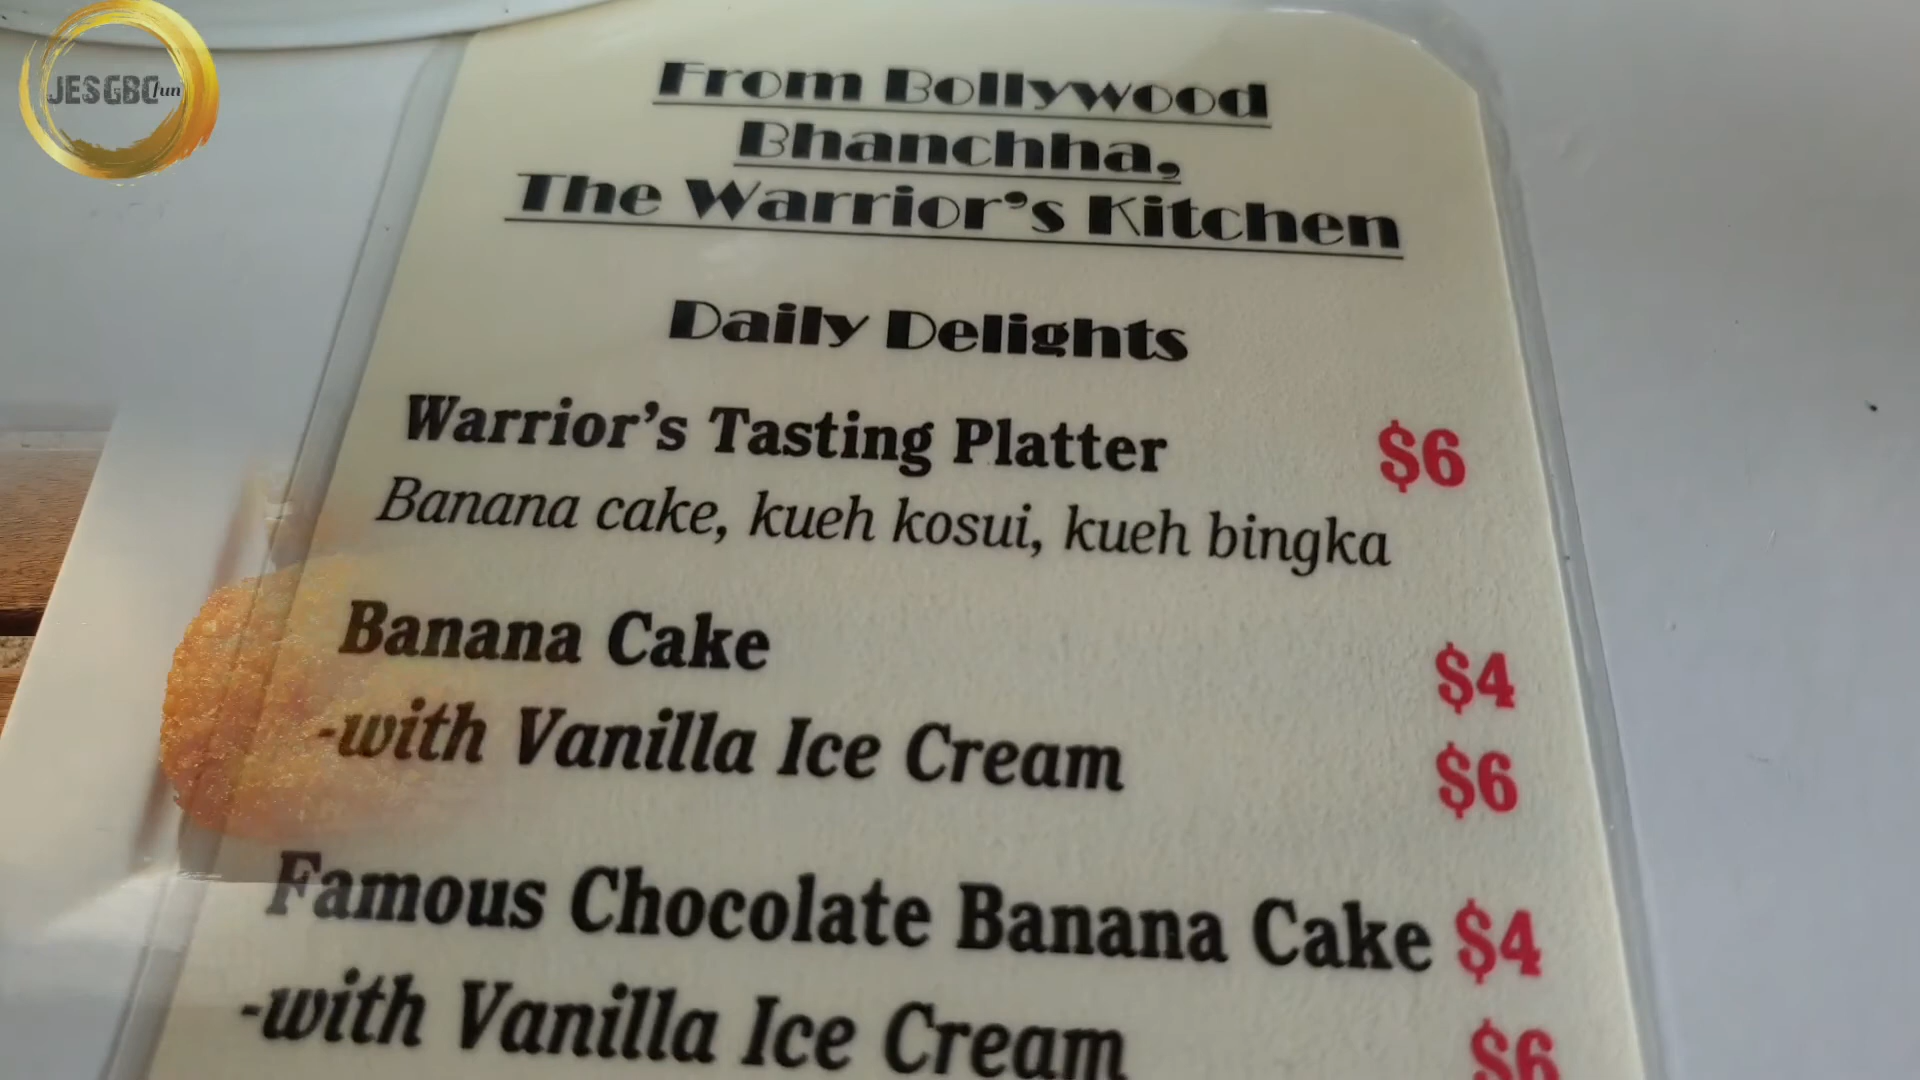 JESGBO fun
From Bollywood
Bhanchha,
The Warrior's Kitchen
Daily Delights
Warrior's Tasting Platter $6
Banana cake, kueh kosui, kueh bingka
Banana Cake $4
-with Vanilla Ice Cream $6
Famous Chocolate Banana Cake $4
-with Vanilla Ice Cream $6